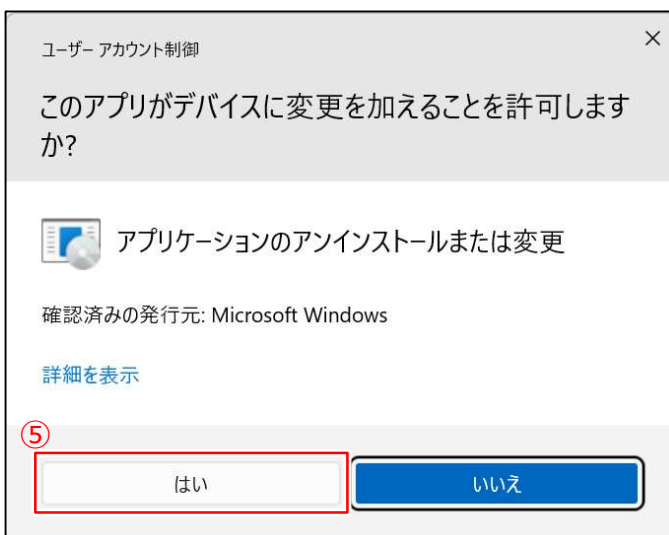 ユーザー アカウント制御
このアプリがデバイスに変更を加えることを許可します
か?
アプリケーションのアンインストールまたは変更
確認済みの発行元: Microsoft Windows
詳細を表示
⑤
はい
いいえ